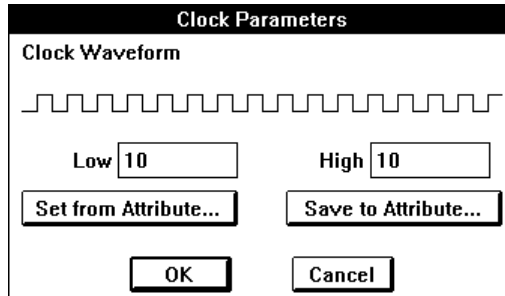 Clock Parameters
Clock Waveform
Low 10 High 10
Set from Attribute... Save to Attribute...
OK Cancel